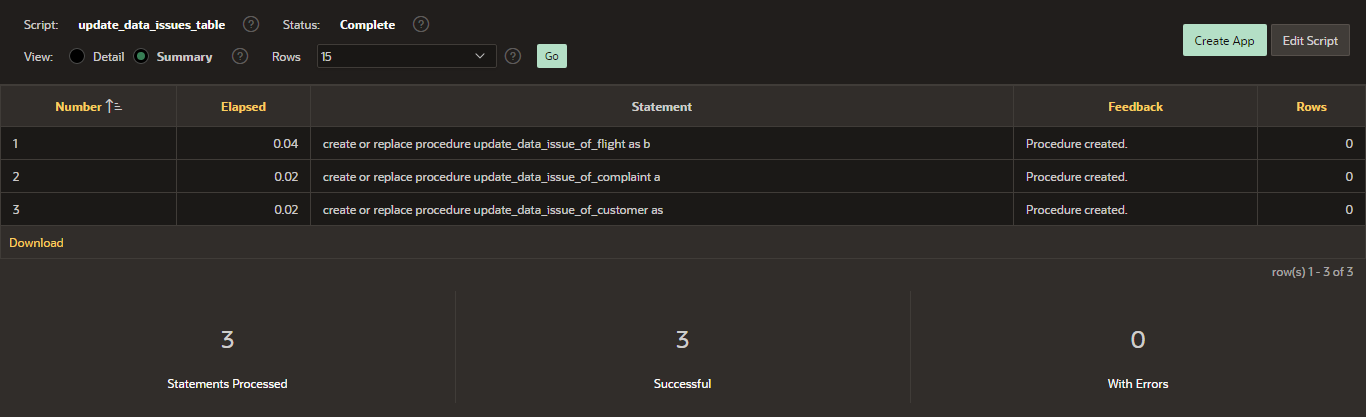 Script: update_data_issues_table ? Status: Complete ?
Create App Edit Script
View: Detail Summary ? Rows 15 ? Go
Number Elapsed Statement Feedback Rows
1 0.04 create or replace procedure update_data_issue_of_flight as b Procedure created. 0
2 0.02 create or replace procedure update_data_issue_of_complaint a Procedure created. 0
3 0.02 create or replace procedure update_data_issue_of_customer as Procedure created. 0
Download
row(s) 1 - 3 of 3
3 3 0
Statements Processed Successful With Errors